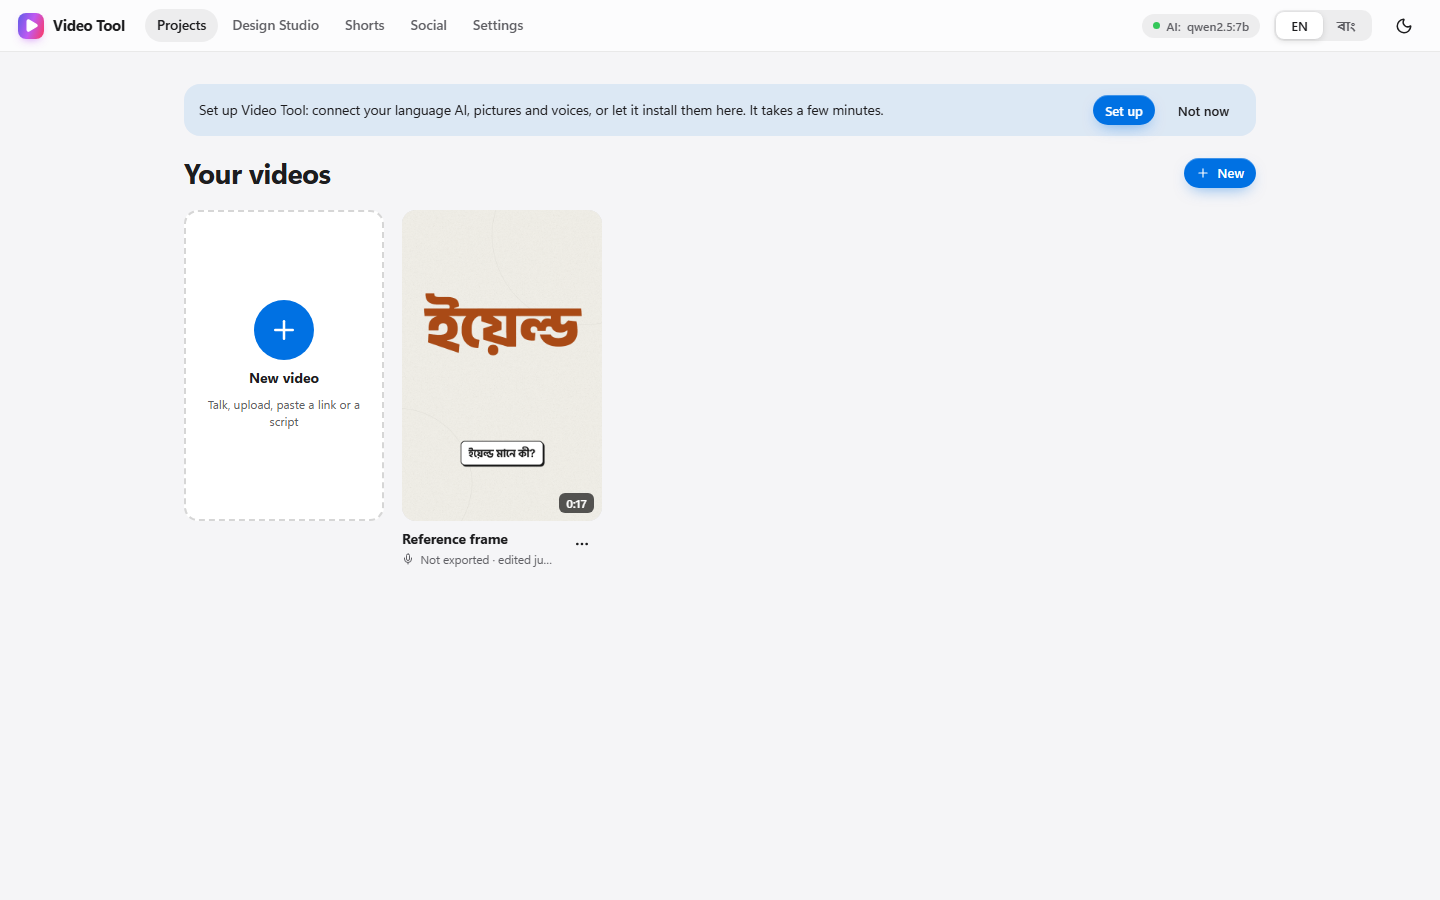 Video Tool
Projects
Design Studio
Shorts
Social
Settings
AI: qwen2.5:7b
EN
বাং
Set up Video Tool: connect your language AI, pictures and voices, or let it install them here. It takes a few minutes.
Set up
Not now
Your videos
+ New
New video
Talk, upload, paste a link or a
script
ইয়েল্ড
ইয়েল্ড মানে কী?
0:17
Reference frame
...
Not exported · edited ju...